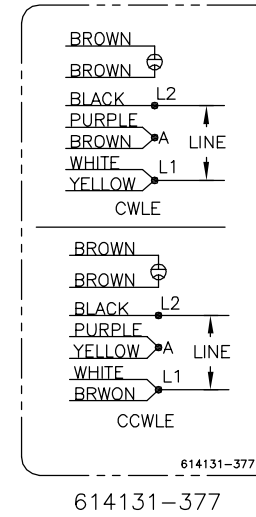 BROWN
BROWN
BLACK L2
PURPLE
BROWN A LINE
WHITE
L1
YELLOW
CWLE
BROWN
BROWN
BLACK L2
PURPLE
YELLOW A LINE
WHITE
L1
BRWON
CCWLE
614131-377
614131-377